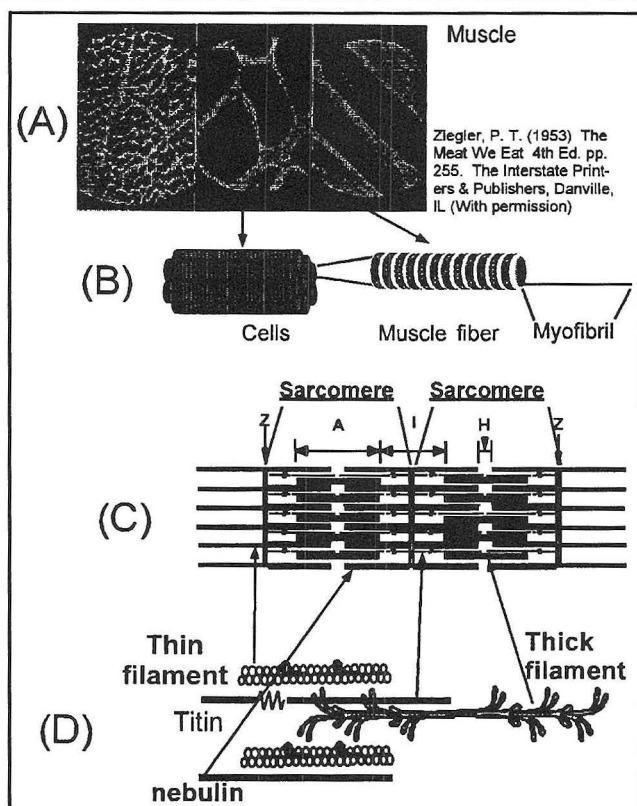 Muscle
(A)
Ziegler, P. T. (1953) The
Meat We Eat 4th Ed. pp.
255. The Interstate Print-
ers & Publishers, Danville,
IL (With permission)
(B)
Cells
Muscle fiber
Myofibril
Sarcomere Sarcomere
Z A I H Z
(C)
Thin
filament
Thick
filament
Titin
(D)
nebulin